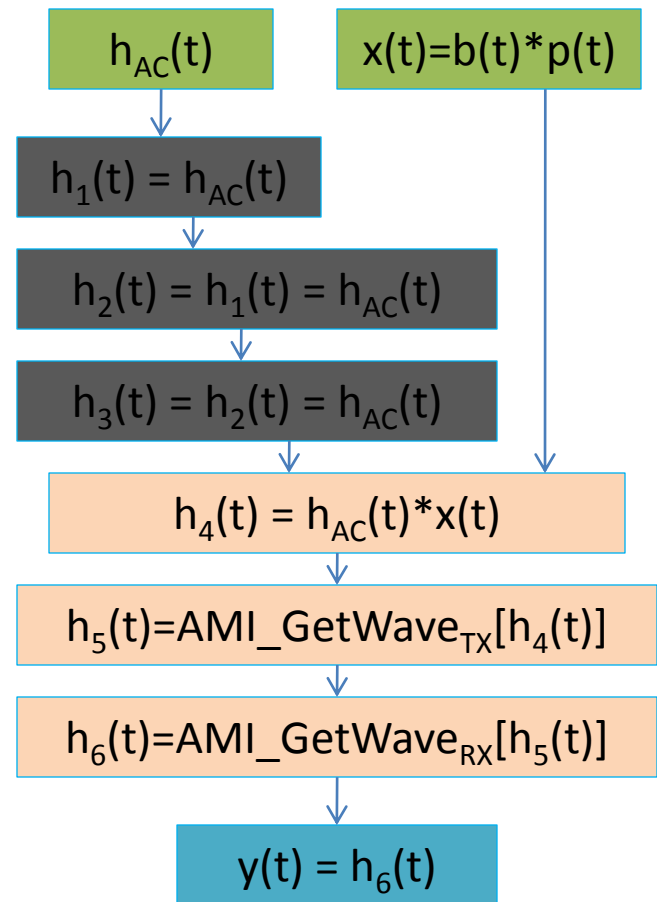 h_AC(t)
x(t)=b(t)*p(t)
h_1(t) = h_AC(t)
h_2(t) = h_1(t) = h_AC(t)
h_3(t) = h_2(t) = h_AC(t)
h_4(t) = h_AC(t)*x(t)
h_5(t)=AMI_GetWave_TX[h_4(t)]
h_6(t)=AMI_GetWave_RX[h_5(t)]
y(t) = h_6(t)